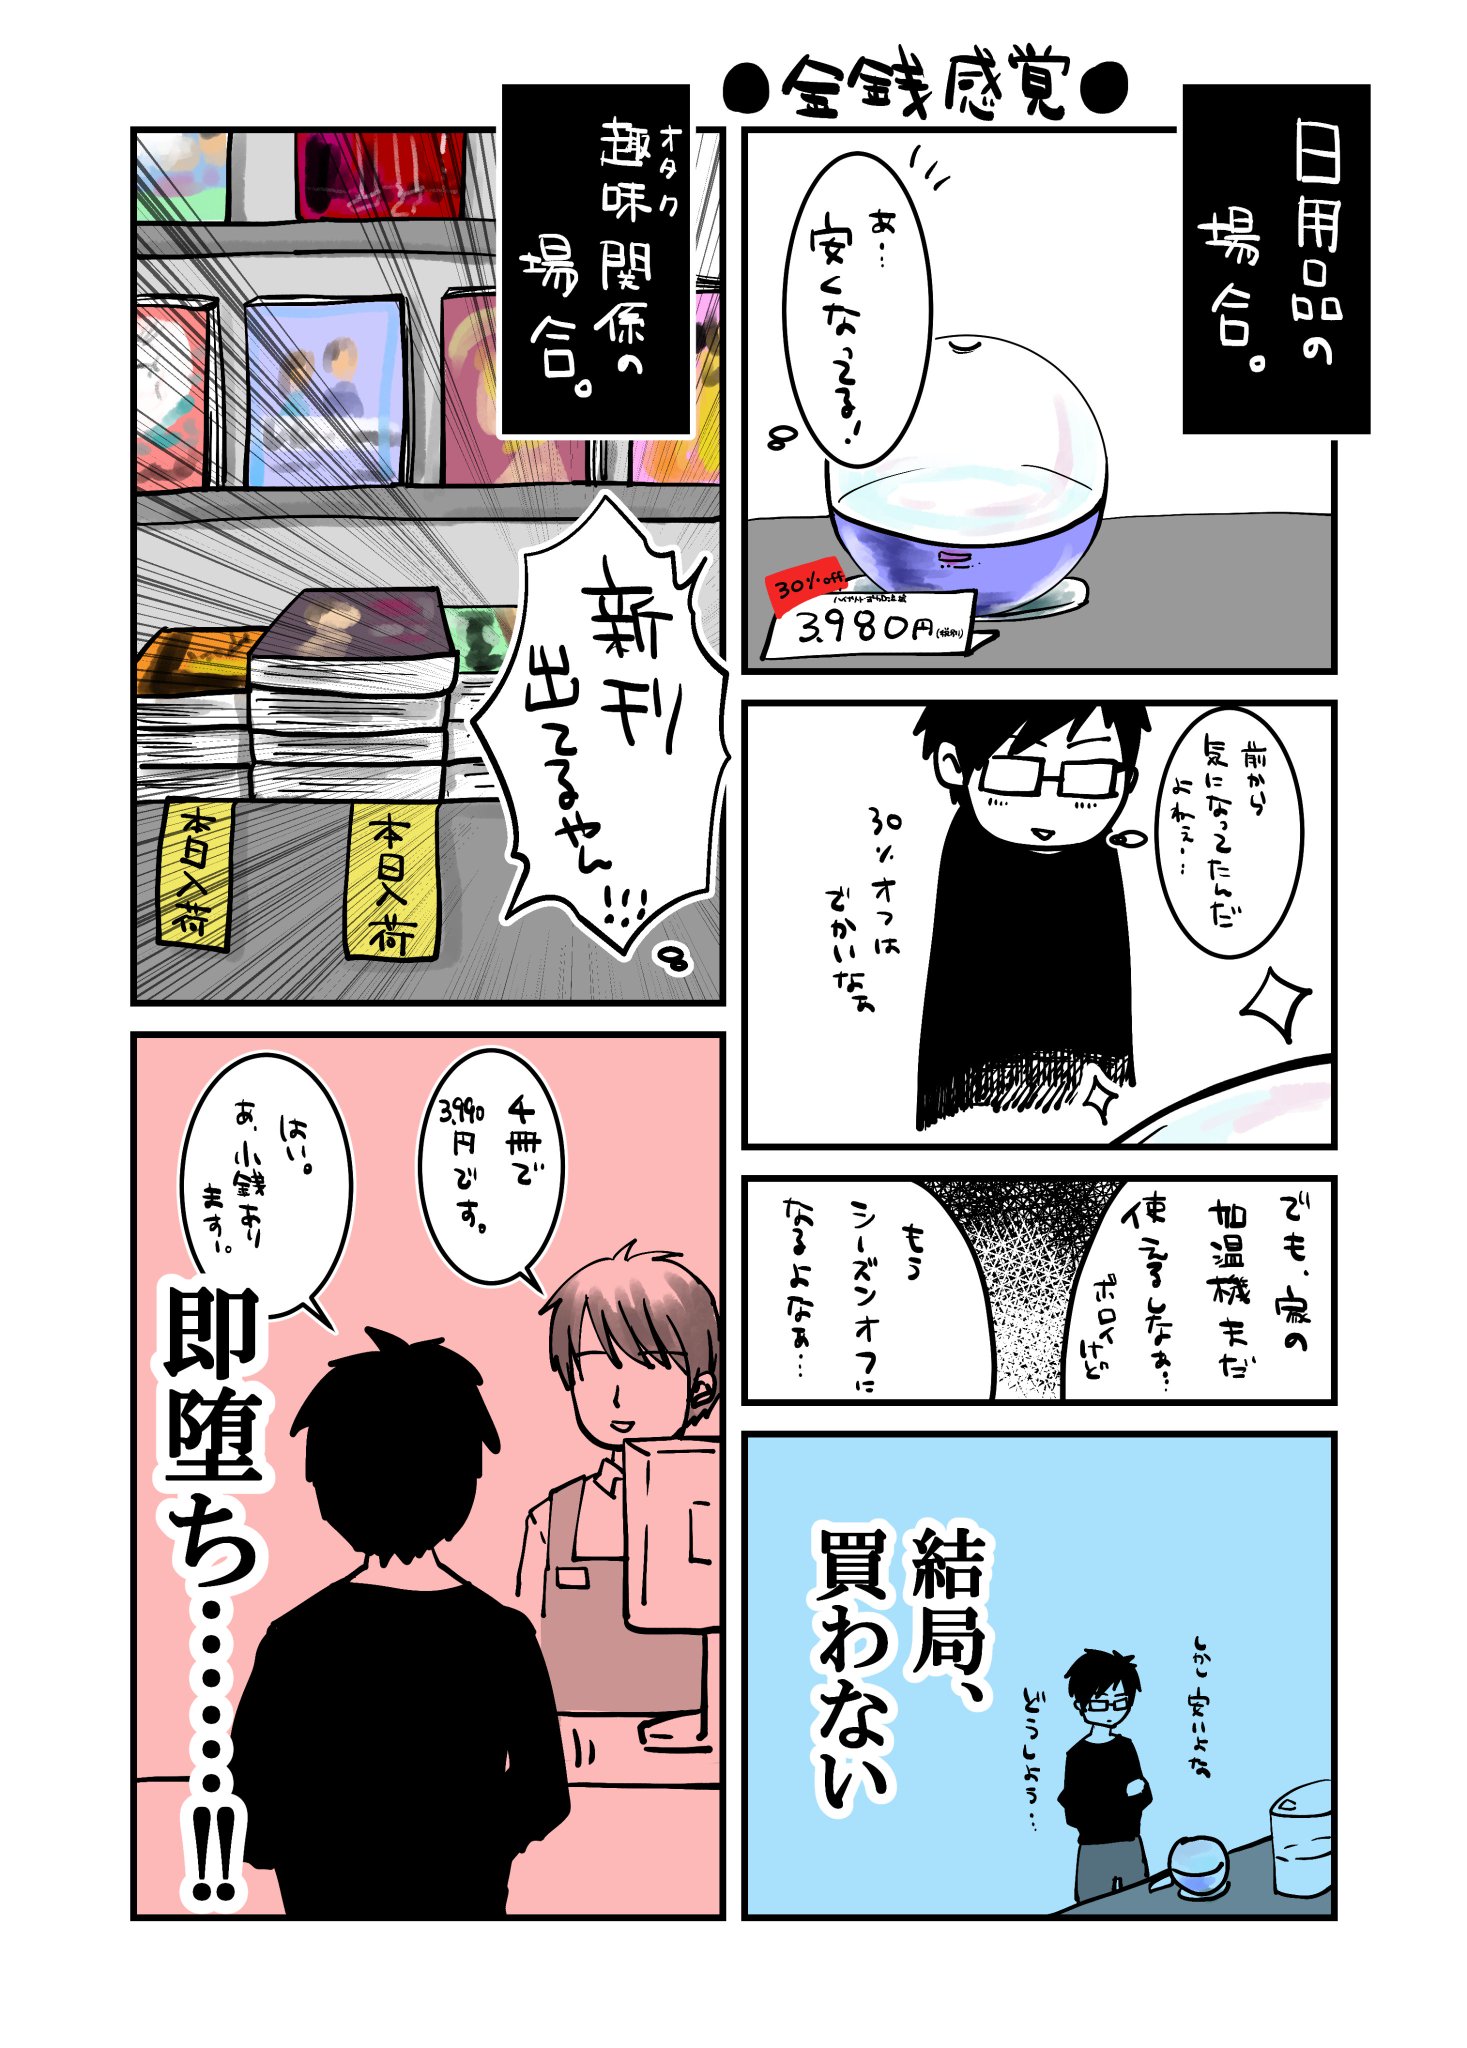 ●金銭感覚●
日用品の
場合。
あ…
安くなってる!
30%off
3,980円(税別)
前から
気になってたんだ
よねぇ…
30%オフは
でかいなぁ
でも、家の
加温機まだ
使えるしなぁ…
ボロイけど
もう
シーズンオフに
なるよなぁ…
しかし安いよな
どうしよう…
結局、
買わない
オタク
趣味関係の
場合。
新刊
出てるやん!!!
本日入荷
本日入荷
4冊で
3,990円です。
はい。
あ、小銭あり
ますー。
即堕ち………!!